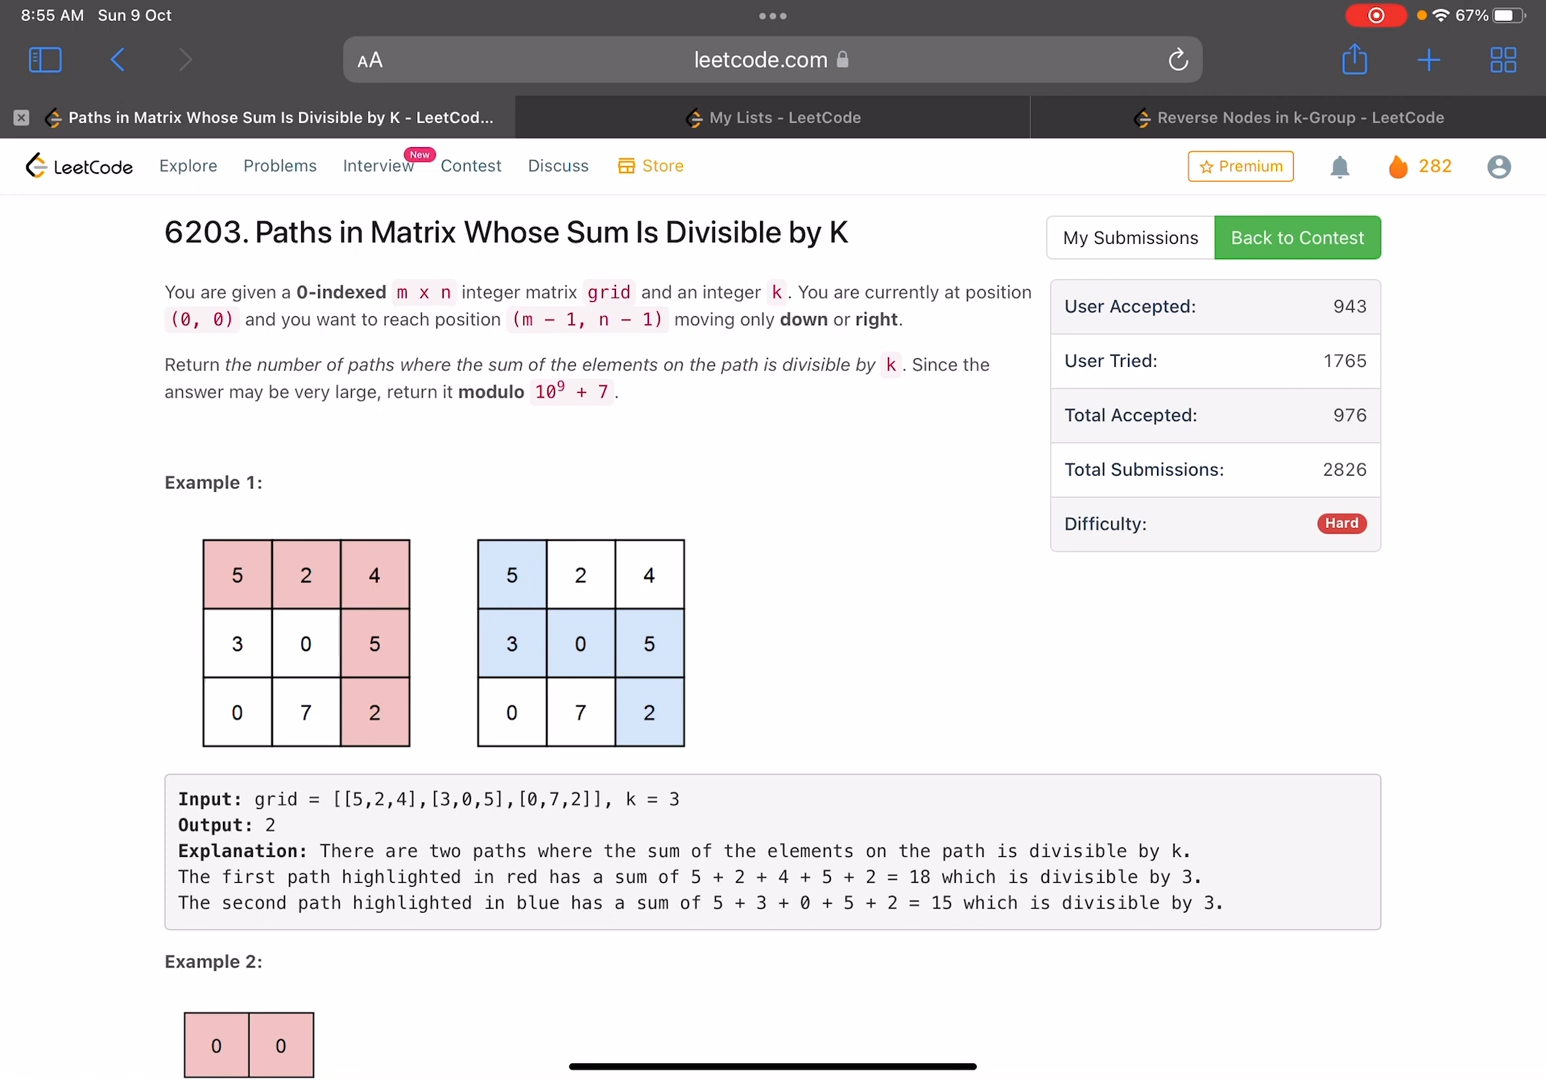 8:55 AM Sun 9 Oct
67%
AA leetcode.com
Paths in Matrix Whose Sum Is Divisible by K - LeetCod...
My Lists - LeetCode
Reverse Nodes in k-Group - LeetCode
LeetCode Explore Problems Interview New Contest Discuss Store
Premium 282
6203. Paths in Matrix Whose Sum Is Divisible by K
My Submissions Back to Contest
You are given a 0-indexed m x n integer matrix grid and an integer k. You are currently at position
(0, 0) and you want to reach position (m - 1, n - 1) moving only down or right.
Return the number of paths where the sum of the elements on the path is divisible by k. Since the
answer may be very large, return it modulo 10⁹ + 7.
User Accepted: 943
User Tried: 1765
Total Accepted: 976
Total Submissions: 2826
Difficulty: Hard
Example 1:
5 2 4
3 0 5
0 7 2
5 2 4
3 0 5
0 7 2
Input: grid = [[5,2,4],[3,0,5],[0,7,2]], k = 3
Output: 2
Explanation: There are two paths where the sum of the elements on the path is divisible by k.
The first path highlighted in red has a sum of 5 + 2 + 4 + 5 + 2 = 18 which is divisible by 3.
The second path highlighted in blue has a sum of 5 + 3 + 0 + 5 + 2 = 15 which is divisible by 3.
Example 2:
0 0